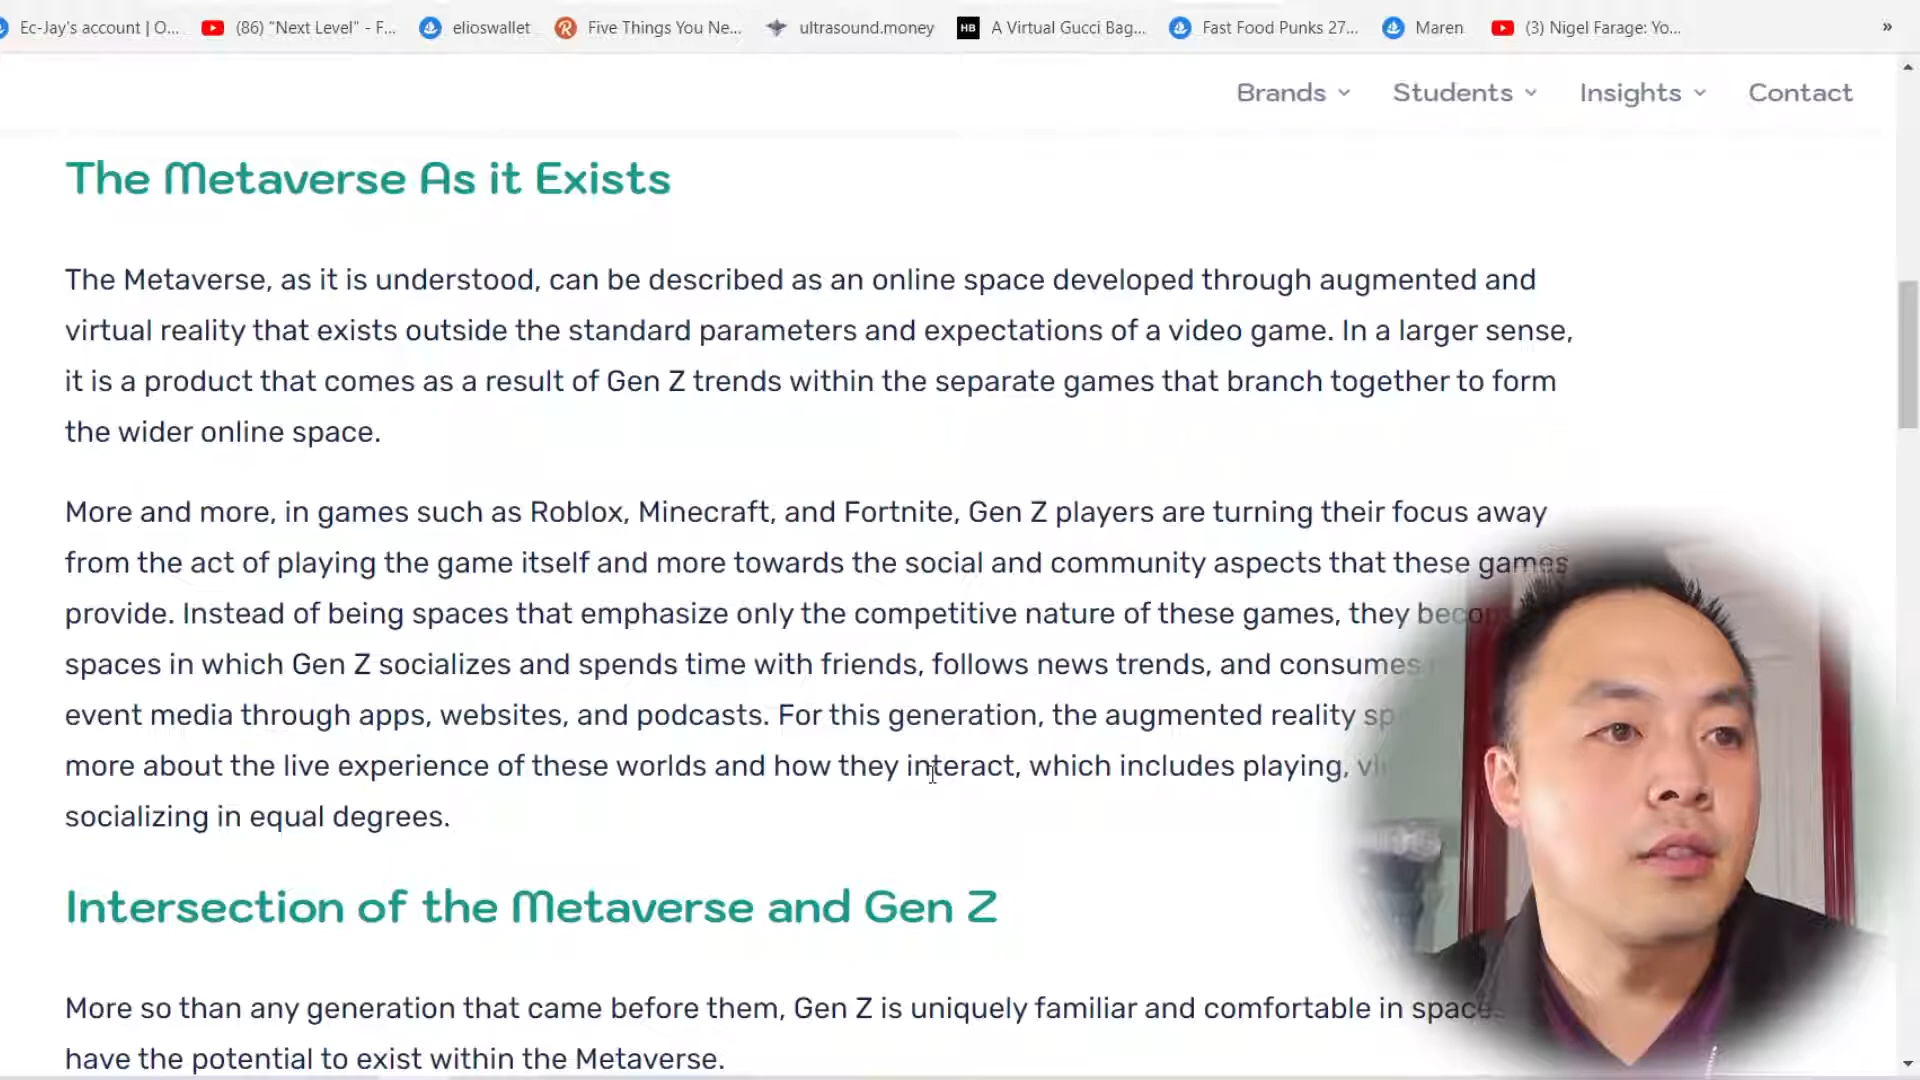 Ec-Jay's account | O... (86) "Next Level" - F... elioswallet Five Things You Ne... ultrasound.money HB A Virtual Gucci Bag... Fast Food Punks 27... Maren (3) Nigel Farage: Yo... »
Brands Students Insights Contact
The Metaverse As it Exists
The Metaverse, as it is understood, can be described as an online space developed through augmented and
virtual reality that exists outside the standard parameters and expectations of a video game. In a larger sense,
it is a product that comes as a result of Gen Z trends within the separate games that branch together to form
the wider online space.
More and more, in games such as Roblox, Minecraft, and Fortnite, Gen Z players are turning their focus away
from the act of playing the game itself and more towards the social and community aspects that these games
provide. Instead of being spaces that emphasize only the competitive nature of these games, they
spaces in which Gen Z socializes and spends time with friends, follows news trends, and consumes
event media through apps, websites, and podcasts. For this generation, the augmented reality
more about the live experience of these worlds and how they interact, which includes playing,
socializing in equal degrees.
Intersection of the Metaverse and Gen Z
More so than any generation that came before them, Gen Z is uniquely familiar and comfortable in
have the potential to exist within the Metaverse.